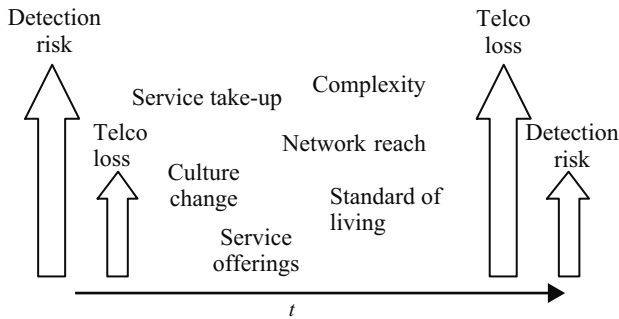 Detection
risk
Telco
loss
Service take-up
Complexity
Telco
loss
Network reach
Detection
risk
Culture
change
Standard of
living
Service
offerings
t